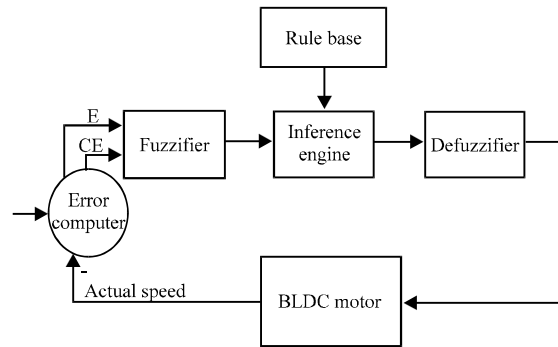 Rule base
E
CE
Fuzzifier
Inference
engine
Defuzzifier
Error
computer
-
Actual speed
BLDC motor